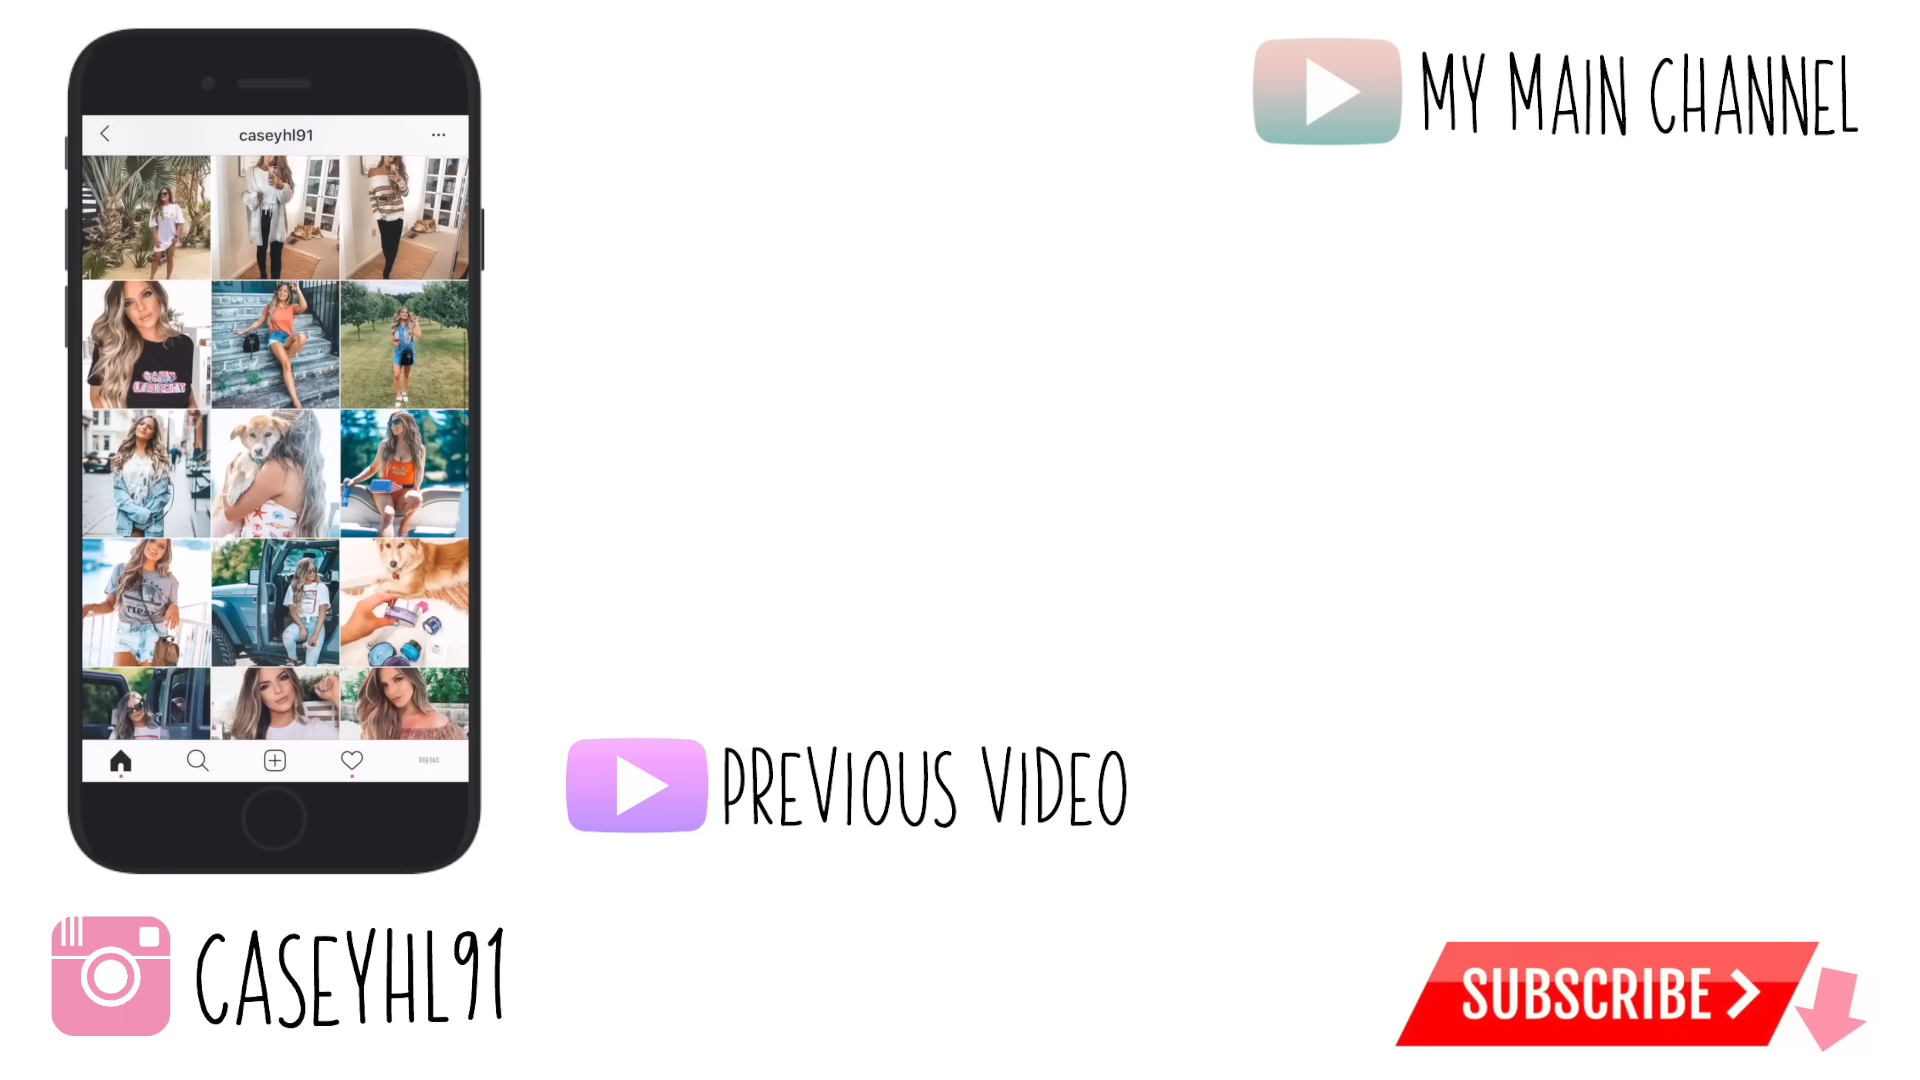 caseyhl91
MY MAIN CHANNEL
PREVIOUS VIDEO
CASEYHL91
SUBSCRIBE